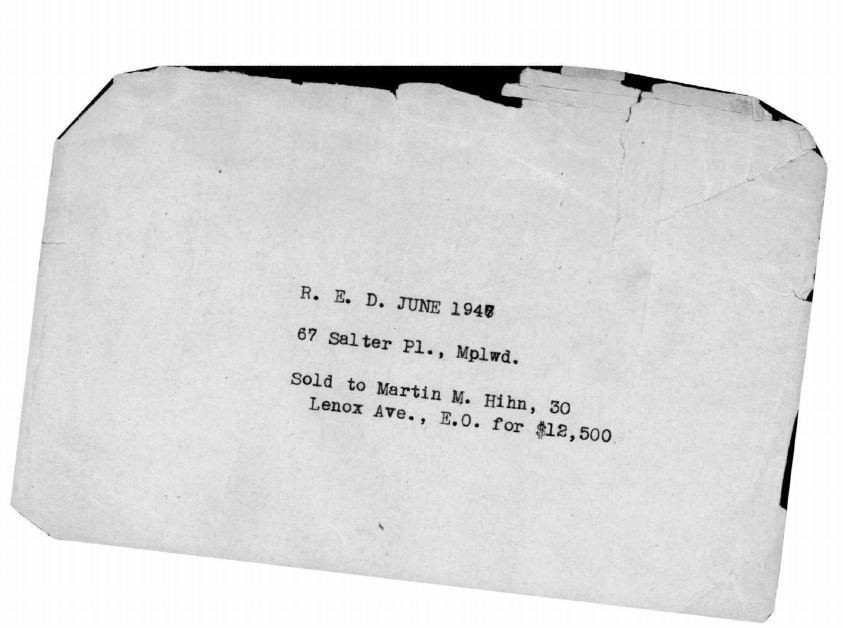 R. E. D. JUNE
67 Salter Pl., Mplwd.
Sold to Martin M. Hihn, 30
Lenox Ave., E.O. for $12,500